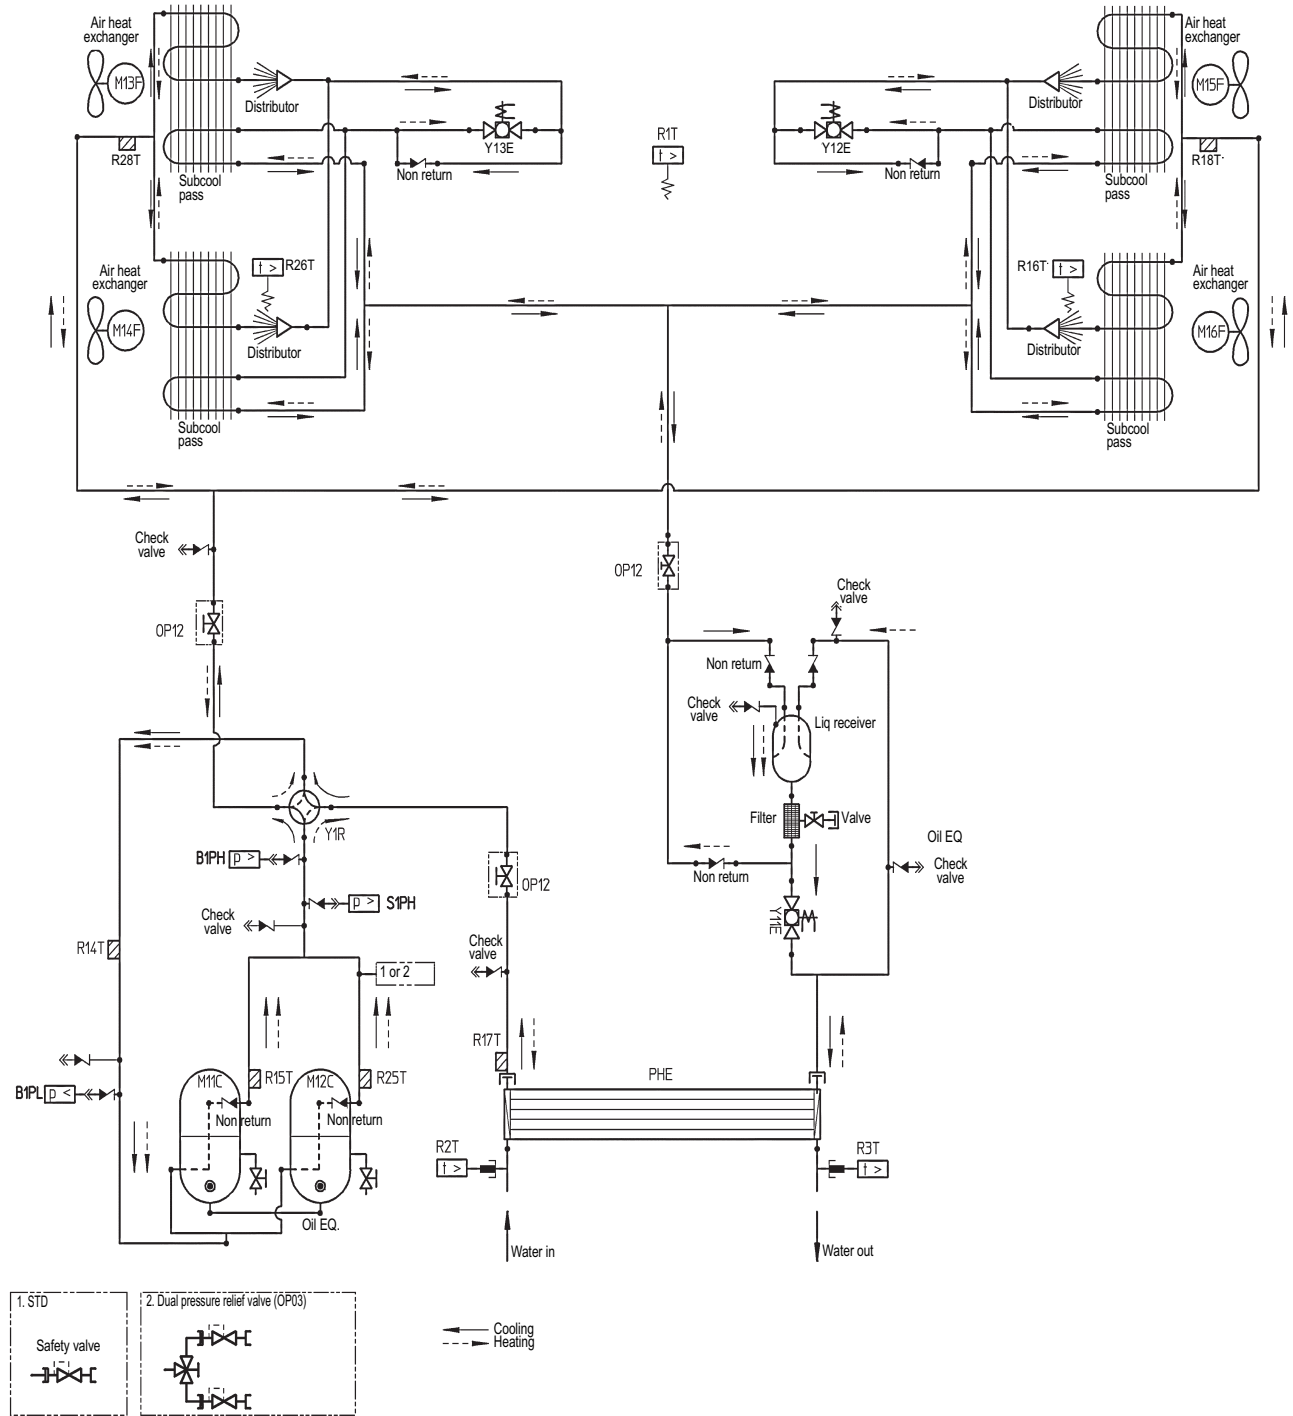 Air heat
exchanger
M13F
Distributor
R28T
Subcool
pass
Y13E
Non return
R1T
t >
Y12E
Non return
Air heat
exchanger
M15F
Distributor
R18T
Subcool
pass
Air heat
exchanger
M14F
t >
R26T
Distributor
Subcool
pass
R16T
t >
Distributor
Air heat
exchanger
M16F
Subcool
pass
Check
valve
OP12
OP12
Check
valve
Non return
Check
valve
Liq receiver
Filter
Valve
Non return
Y11E
Oil EQ
Check
valve
Y1R
B1PH
p >
p >
S1PH
OP12
Check
valve
Check
valve
R14T
1 or 2
R17T
PHE
B1PL
p <
M11C
R15T
M12C
R25T
Non return
Non return
Oil EQ.
R2T
t >
R3T
t >
Water in
Water out
1. STD
Safety valve
2. Dual pressure relief valve (OP03)
Cooling
Heating